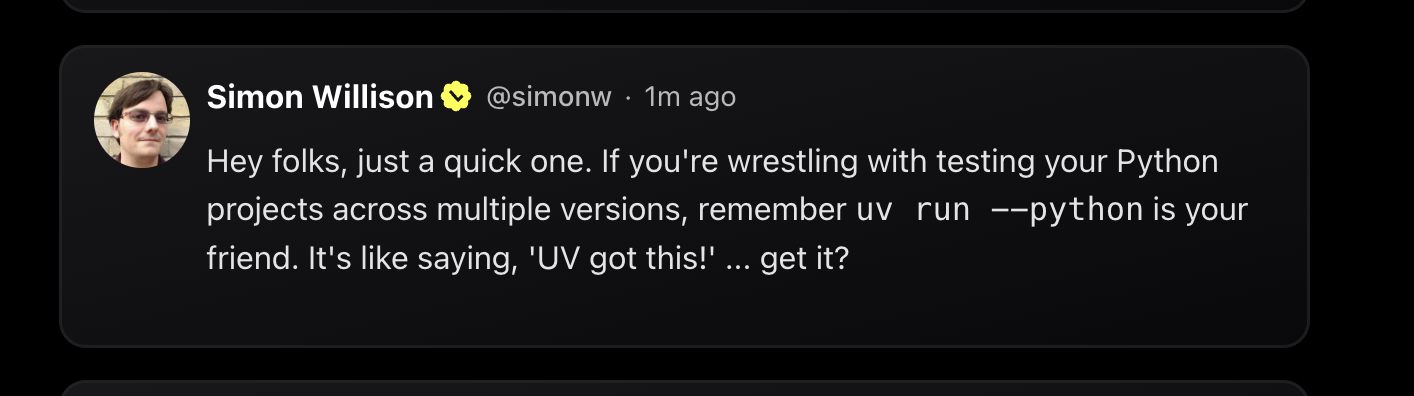 Simon Willison @simonw · 1m ago
Hey folks, just a quick one. If you're wrestling with testing your Python
projects across multiple versions, remember uv run --python is your
friend. It's like saying, 'UV got this!' ... get it?